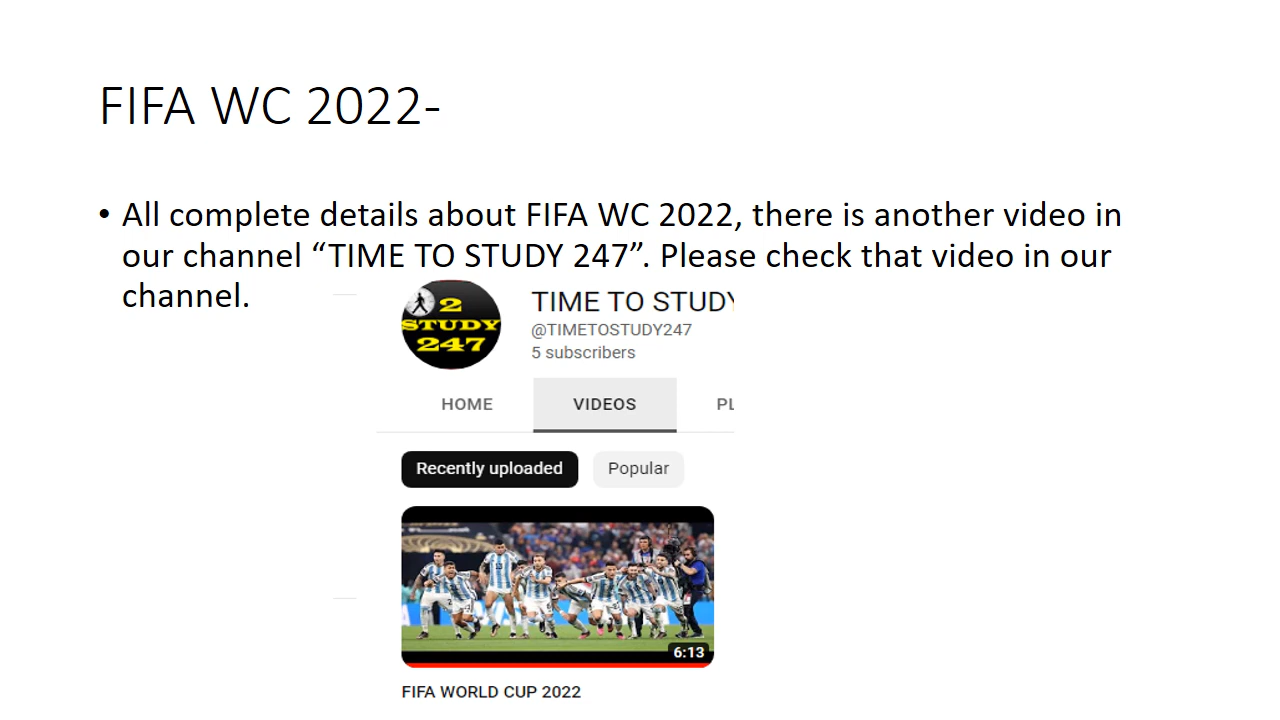 FIFA WC 2022-
• All complete details about FIFA WC 2022, there is another video in
our channel “TIME TO STUDY 247”. Please check that video in our
channel.
2
STUDY
247
TIME TO STUDY
@TIMETOSTUDY247
5 subscribers
HOME VIDEOS PL
Recently uploaded Popular
13
6:13
FIFA WORLD CUP 2022